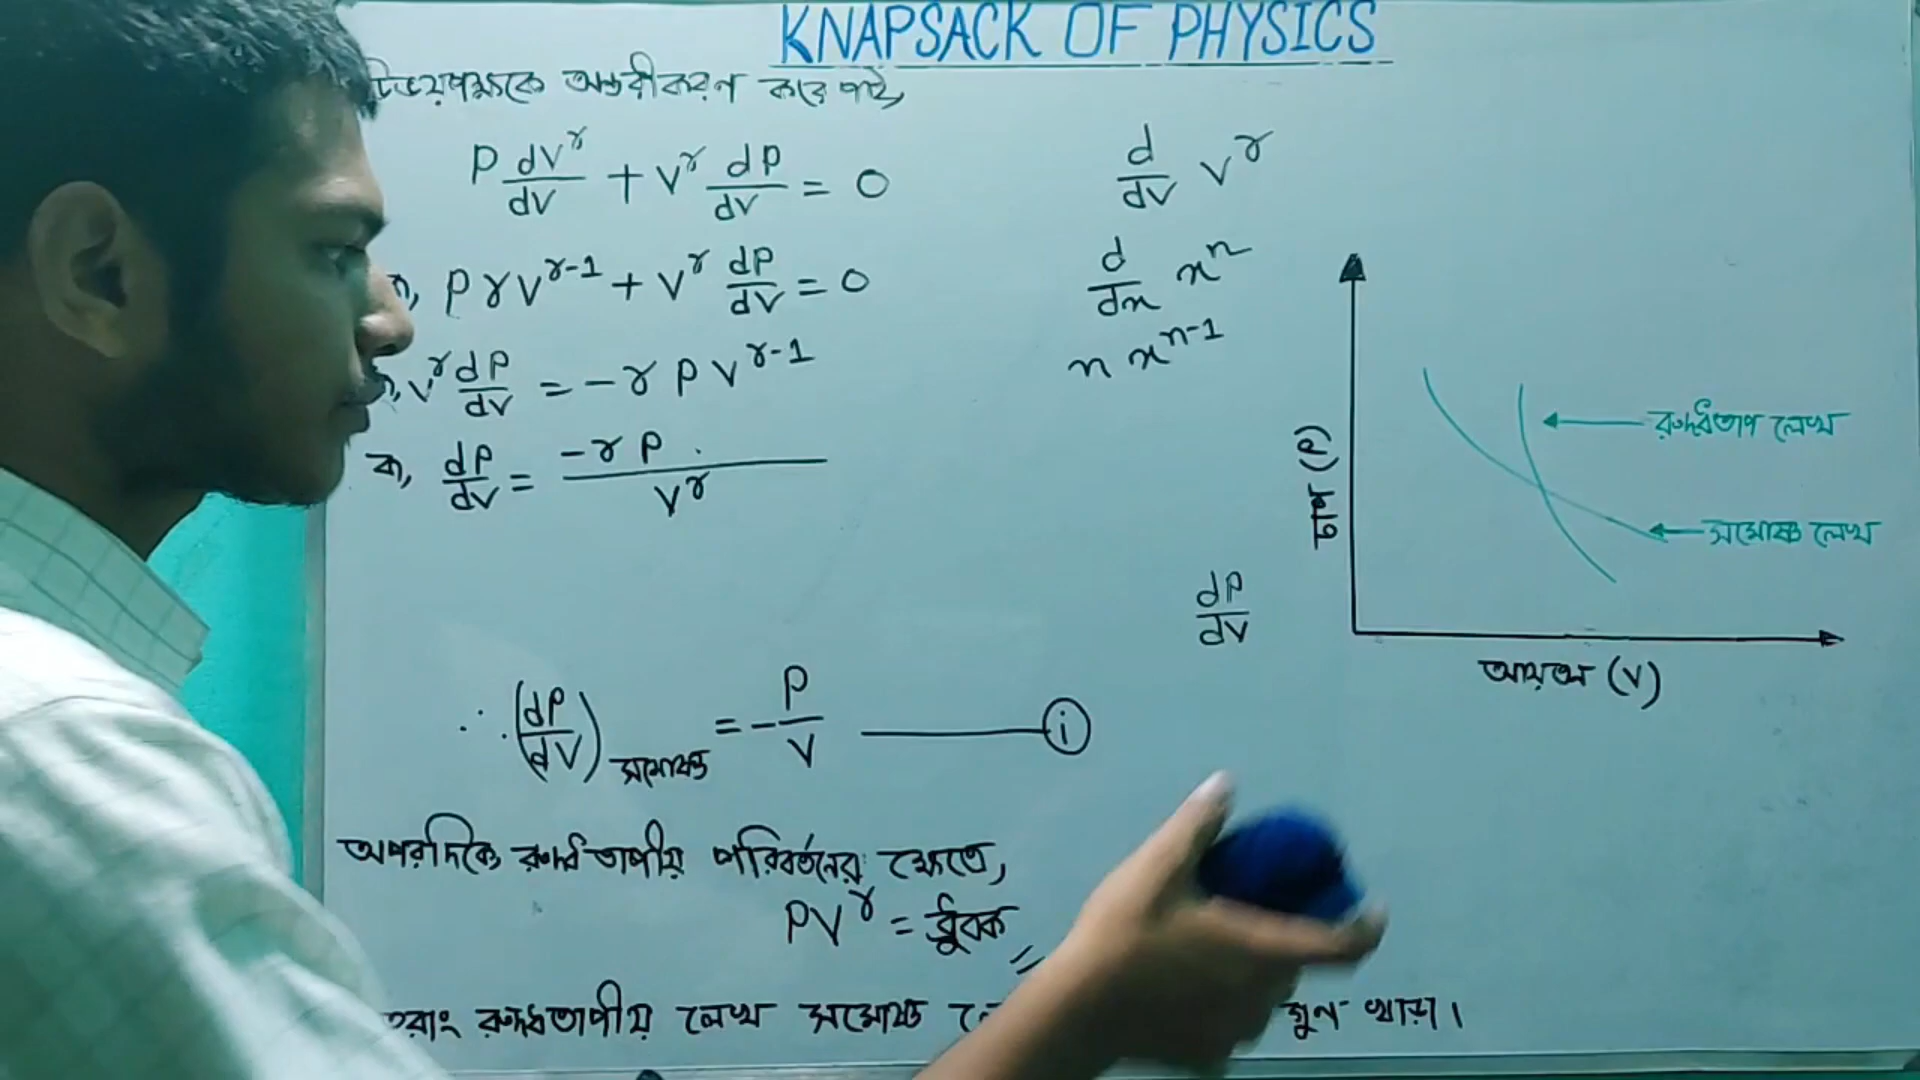 KNAPSACK OF PHYSICS
উভয়পক্ষকে অন্তরীকরণ করে পাই,
P dV^γ/dV + V^γ dP/dV = 0
বা, PγV^γ-1 + V^γ dP/dV = 0
বা, V^γ dP/dV = -γ P V^γ-1
বা, dP/dV = -γ P / V^γ
∴ (dP/dV) সমোষ্ণ = - P/V ——— (i)
অপরদিকে, রুদ্ধতাপীয় পরিবর্তনের ক্ষেত্রে,
PV^γ = ধ্রুবক
রুদ্ধতাপীয় লেখ সমোষ্ণ গুণ খাড়া।
d/dV V^γ
d/dx x^n
n x^n-1
dP/dV
চাপ (P)
রুদ্ধতাপ লেখ
সমোষ্ণ লেখ
আয়তন (V)